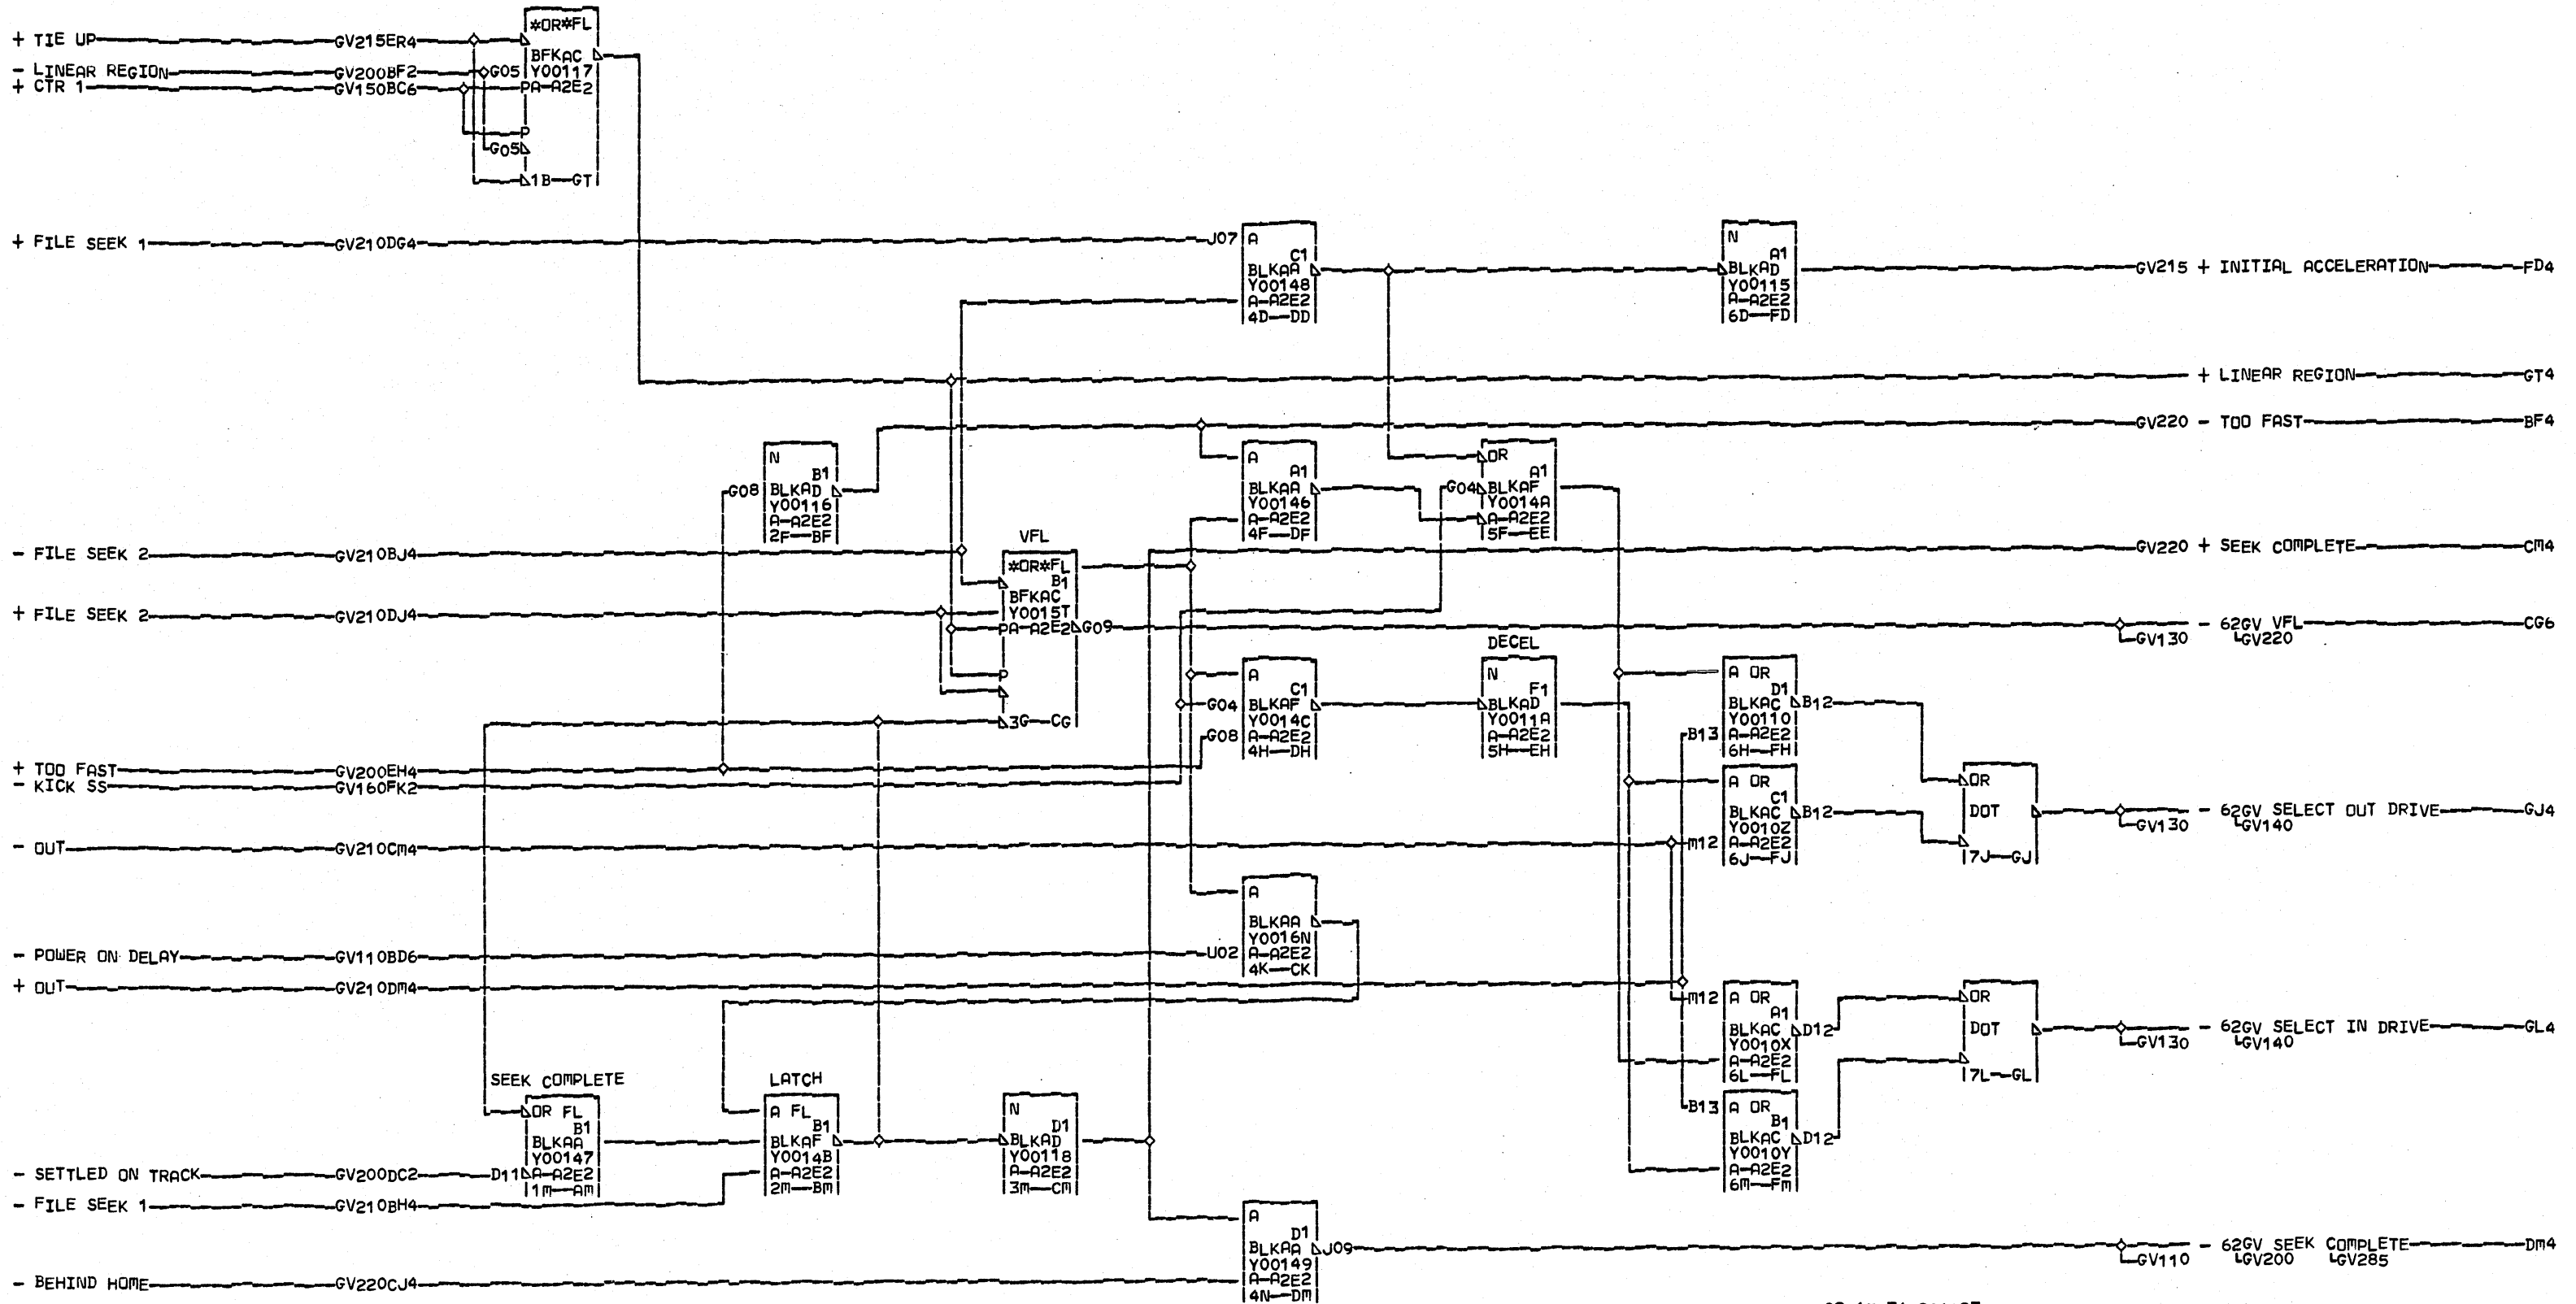 + TIE UP GV215ER4
- LINEAR REGION GV200BF2 G05
+ CTR 1 GV150BC6
*OR*FL
BFKAC
Y00117
PA-A2E2
P
G05
1B-GT
+ FILE SEEK 1 GV210DG4 J07
A
C1
BLKAA
Y00148
A-A2E2
4D-DD
N
A1
BLKAD
Y00115
A-A2E2
6D-FD
GV215 + INITIAL ACCELERATION FD4
+ LINEAR REGION GT4
GV220 - TOO FAST BF4
G08
N
B1
BLKAD
Y00116
A-A2E2
2F-BF
A
A1
BLKAA
Y00146
A-A2E2
4F-DF
G04
OR
A1
BLKAF
Y0014A
A-A2E2
5F-EE
- FILE SEEK 2 GV210BJ4
GV220 + SEEK COMPLETE CM4
VFL
*OR*FL
B1
BFKAC
Y0015T
PA-A2E2 G09
P
3G-CG
+ FILE SEEK 2 GV210DJ4
GV130 - 62GV VFL CG6
GV220
G04
G08
A
C1
BLKAF
Y0014C
A-A2E2
4H-DH
DECEL
N
F1
BLKAD
Y0011A
A-A2E2
5H-EH
B13
A OR
D1
BLKAC B12
Y00110
A-A2E2
6H-FH
+ TOO FAST GV200EH4
- KICK SS GV160FK2
A OR
C1
BLKAC B12
Y0010Z
m12 A-A2E2
6J-FJ
OR
DOT
7J-GJ
GV130 - 62GV SELECT OUT DRIVE GJ4
GV140
- OUT GV210Cm4
A
BLKAA
Y0016N
U02 A-A2E2
4K-CK
- POWER ON DELAY GV110BD6
+ OUT GV210DM4
m12 A OR
A1
BLKAC D12
Y0010X
A-A2E2
6L-FL
OR
DOT
7L-GL
GV130 - 62GV SELECT IN DRIVE GL4
GV140
SEEK COMPLETE
OR FL
B1
BLKAA
Y00147
D11 A-A2E2
1m-Am
LATCH
A FL
B1
BLKAF
Y0014B
A-A2E2
2m-Bm
N
D1
BLKAD
Y00118
A-A2E2
3m-Cm
B13 A OR
B1
BLKAC D12
Y0010Y
A-A2E2
6m-Fm
- SETTLED ON TRACK GV200DC2
- FILE SEEK 1 GV210BH4
A
D1
BLKAA J09
Y00149
A-A2E2
4N-DM
GV110 - 62GV SEEK COMPLETE Dm4
GV200 GV285
- BEHIND HOME GV220CJ4